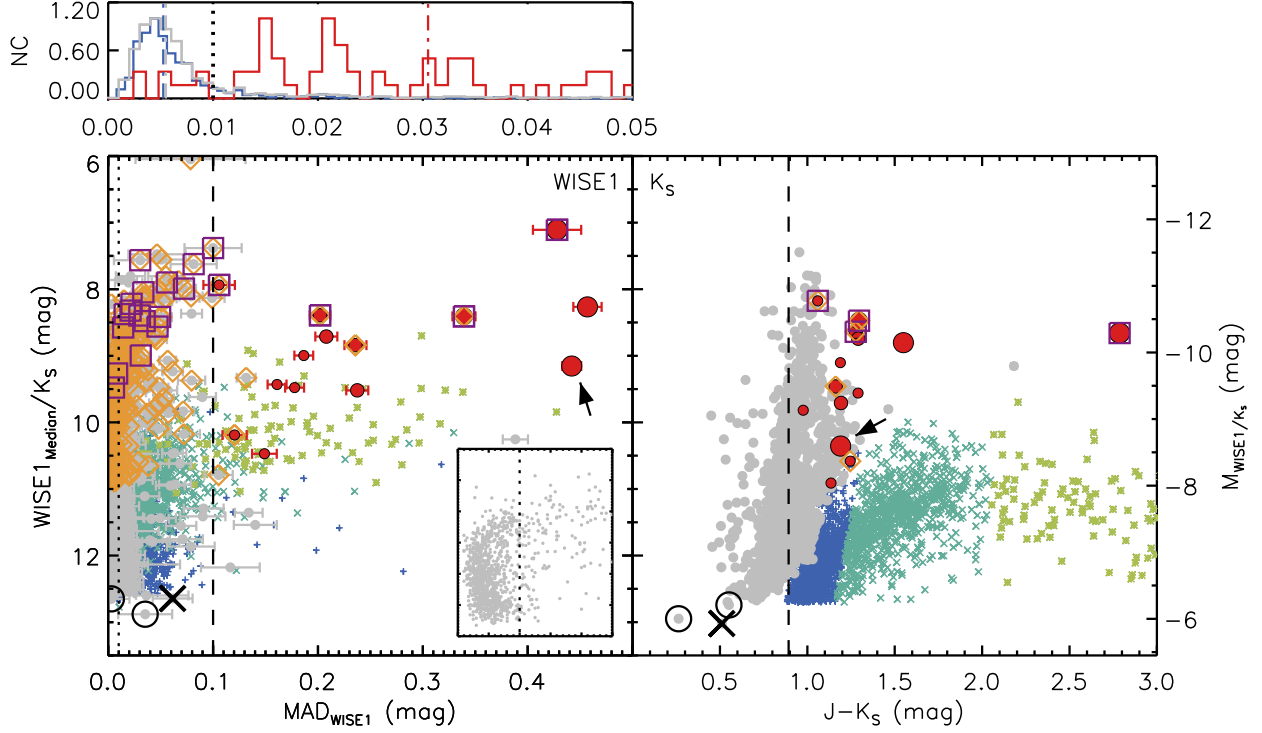 1.20
0.60
0.00
NC
0.00 0.01 0.02 0.03 0.04 0.05
WISE1
K_S
6
8
10
12
WISE1_Median/K_S (mag)
-12
-10
-8
-6
M_WISE1/K_S (mag)
0.0 0.1 0.2 0.3 0.4
0.5 1.0 1.5 2.0 2.5 3.0
MAD_WISE1 (mag)
J-K_S (mag)